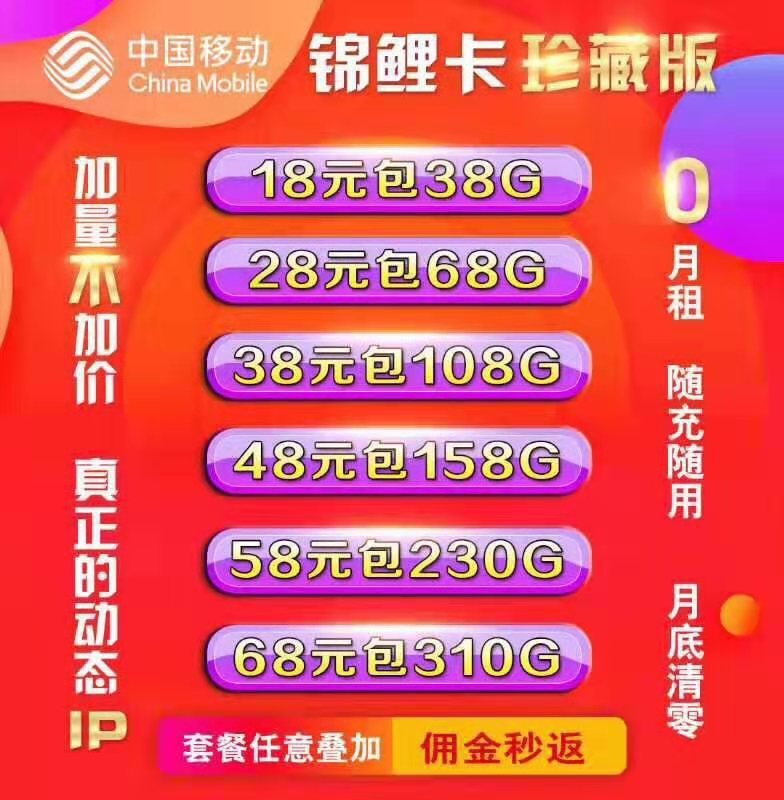 中国移动
China Mobile
锦鲤卡 珍藏版
加量不加价 真正的动态IP
18元包38G
28元包68G
38元包108G
48元包158G
58元包230G
68元包310G
0月租 随充随用 月底清零
套餐任意叠加 佣金秒返